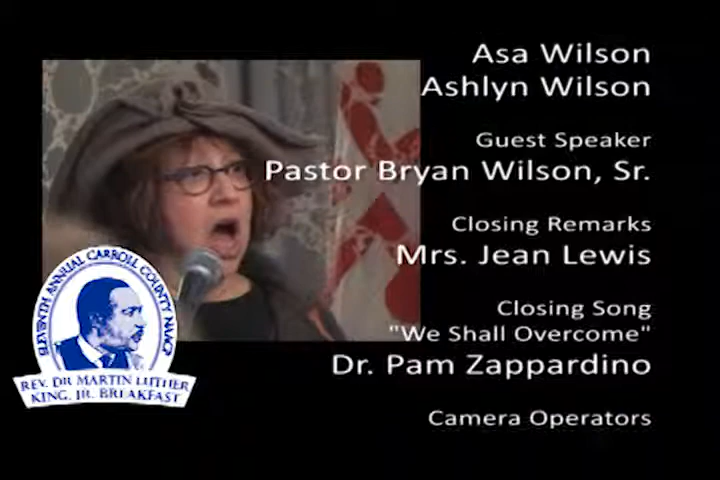 Asa Wilson
Ashlyn Wilson
Guest Speaker
Pastor Bryan Wilson, Sr.
Closing Remarks
Mrs. Jean Lewis
Closing Song
"We Shall Overcome"
Dr. Pam Zappardino
Camera Operators
ELEVENTH ANNUAL CARROLL COUNTY NAACP
REV. DR MARTIN LUTHER
KING, JR. BREAKFAST